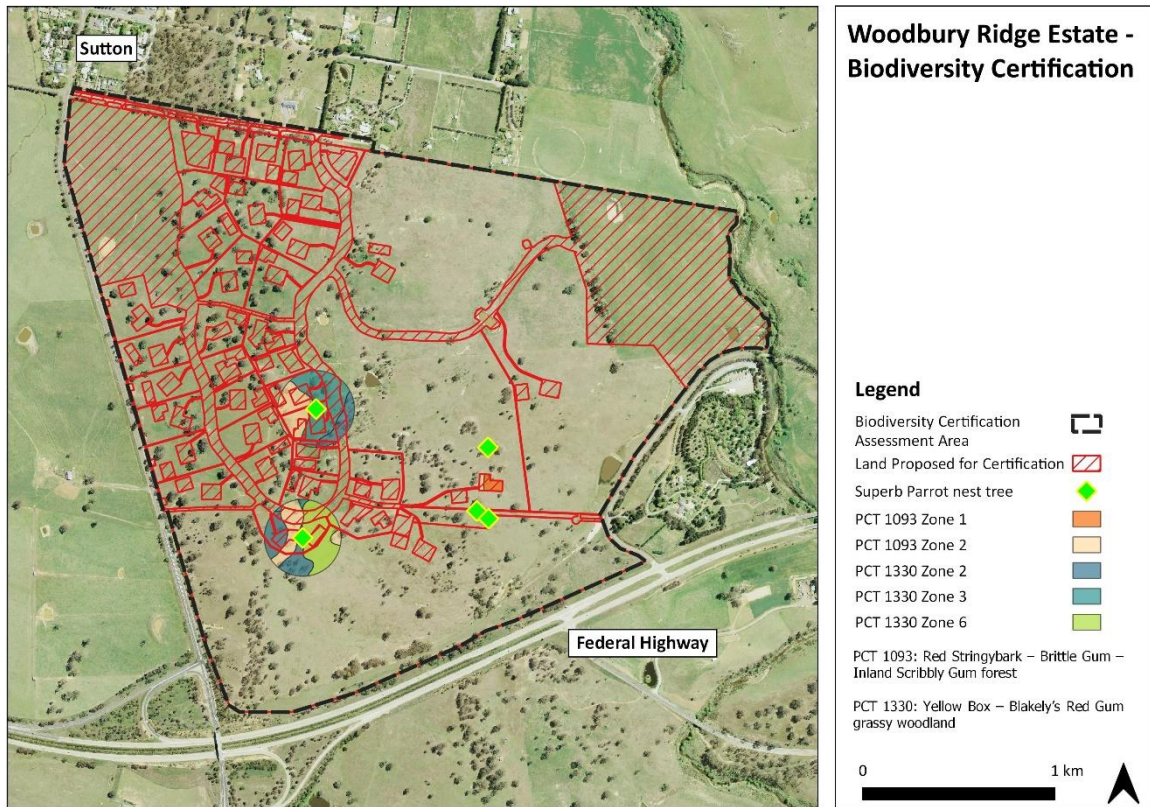 Sutton
Federal Highway
Woodbury Ridge Estate -
Biodiversity Certification
Legend
Biodiversity Certification
Assessment Area
Land Proposed for Certification
Superb Parrot nest tree
PCT 1093 Zone 1
PCT 1093 Zone 2
PCT 1330 Zone 2
PCT 1330 Zone 3
PCT 1330 Zone 6
PCT 1093: Red Stringybark – Brittle Gum –
Inland Scribbly Gum forest
PCT 1330: Yellow Box – Blakely's Red Gum
grassy woodland
0 1 km